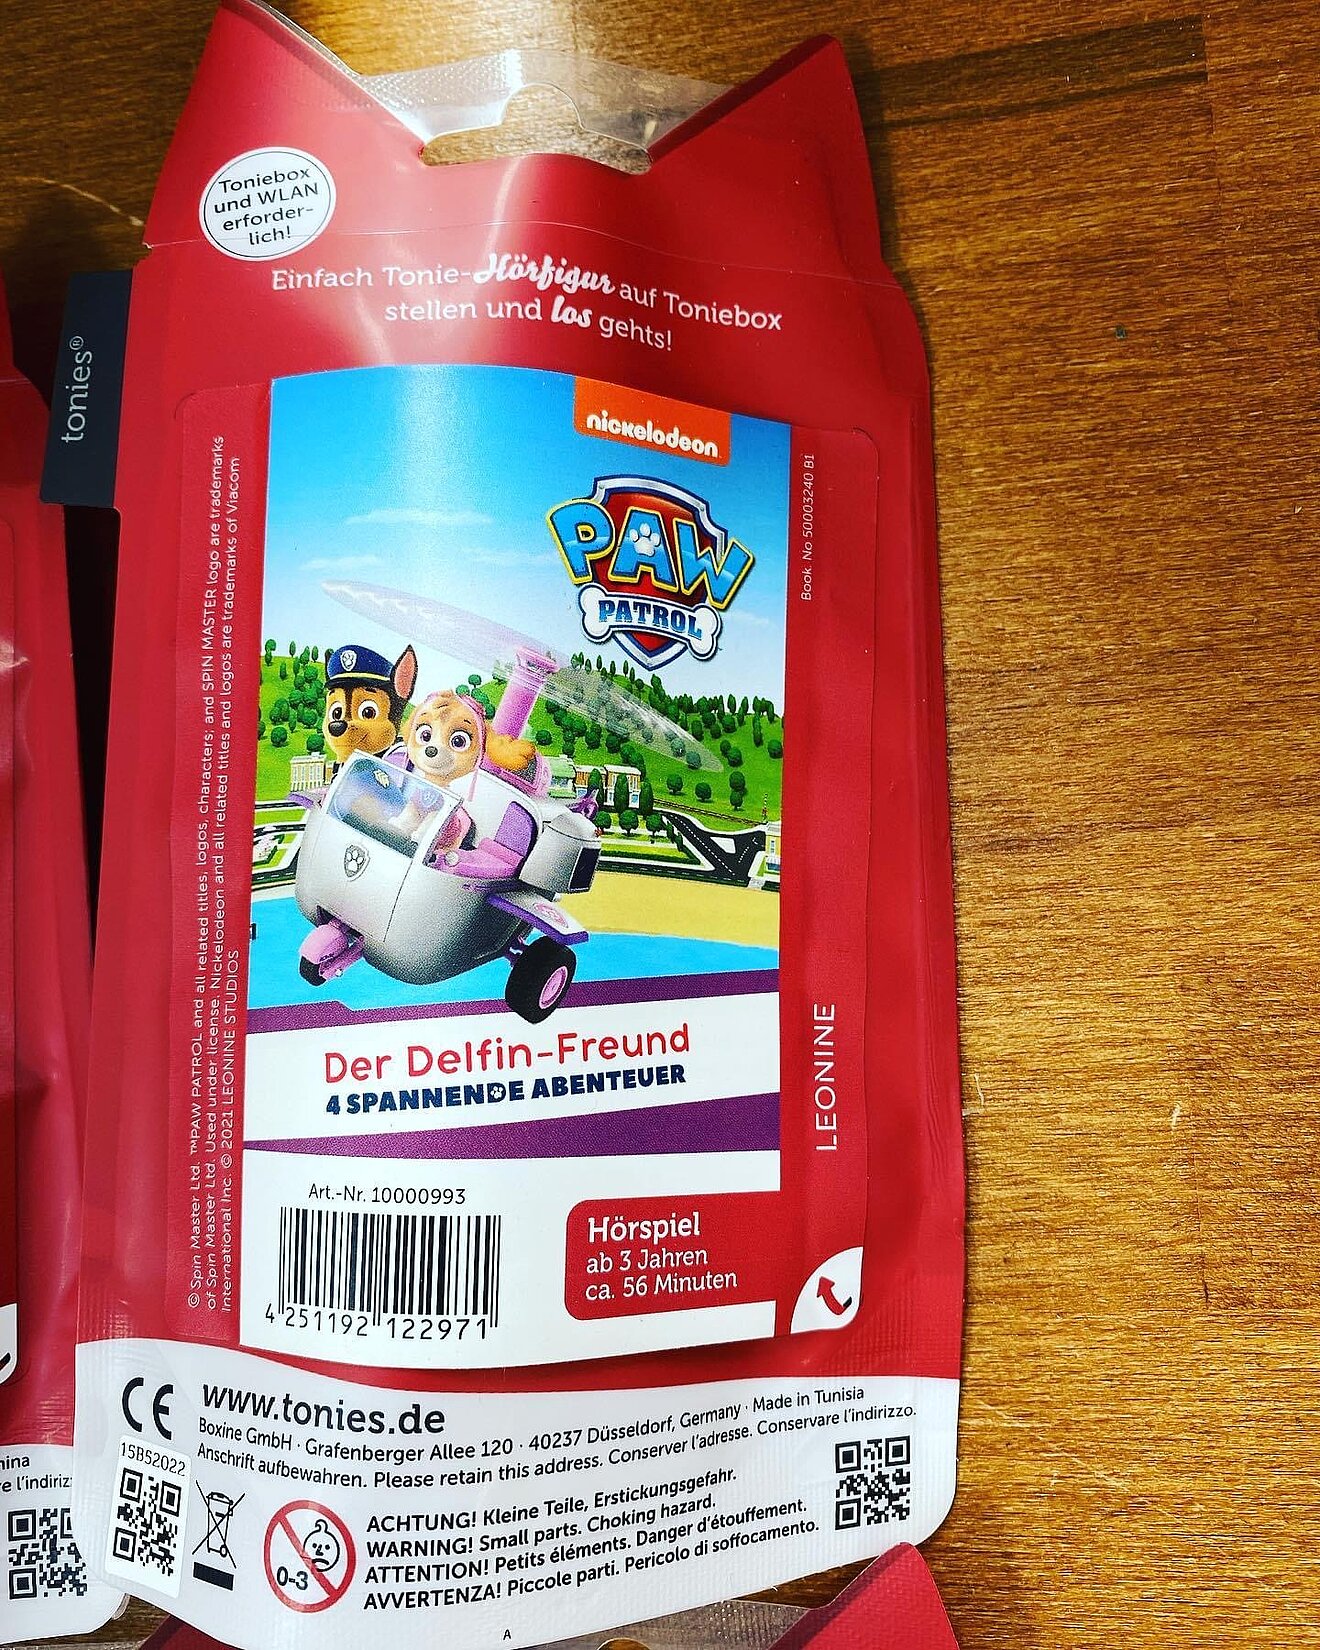 Toniebox
und WLAN
erforder-
lich!
Einfach Tonie-Hörfigur auf Toniebox
stellen und los gehts!
tonies®
nickelodeon
PAW
PATROL
Book. No 50003240 B1
© Spin Master Ltd. ™PAW PATROL and all related titles, logos, characters; and SPIN MASTER logo are trademarks
of Spin Master Ltd. Used under license. Nickelodeon and all related titles and logos are trademarks of Viacom
International Inc. © 2021 LEONINE STUDIOS
Der Delfin-Freund
4 SPANNENDE ABENTEUER
LEONINE
Art.-Nr. 10000993
4 251192 122971
Hörspiel
ab 3 Jahren
ca. 56 Minuten
CE
www.tonies.de
Boxine GmbH · Grafenberger Allee 120 · 40237 Düsseldorf, Germany · Made in Tunisia
Anschrift aufbewahren. Please retain this address. Conserver l'adresse. Conservare l'indirizzo.
15B52022
0-3
ACHTUNG! Kleine Teile, Erstickungsgefahr.
WARNING! Small parts. Choking hazard.
ATTENTION! Petits éléments. Danger d'étouffement.
AVVERTENZA! Piccole parti. Pericolo di soffocamento.
A